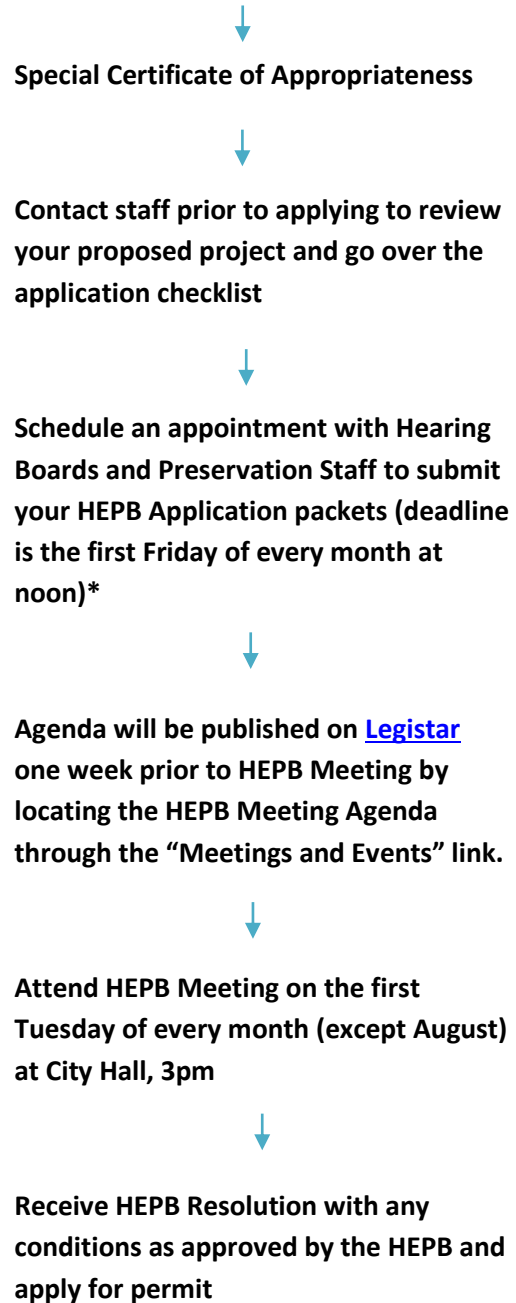 Special Certificate of Appropriateness
Contact staff prior to applying to review
your proposed project and go over the
application checklist
Schedule an appointment with Hearing
Boards and Preservation Staff to submit
your HEPB Application packets (deadline
is the first Friday of every month at
noon)*
Agenda will be published on Legistar
one week prior to HEPB Meeting by
locating the HEPB Meeting Agenda
through the “Meetings and Events” link.
Attend HEPB Meeting on the first
Tuesday of every month (except August)
at City Hall, 3pm
Receive HEPB Resolution with any
conditions as approved by the HEPB and
apply for permit